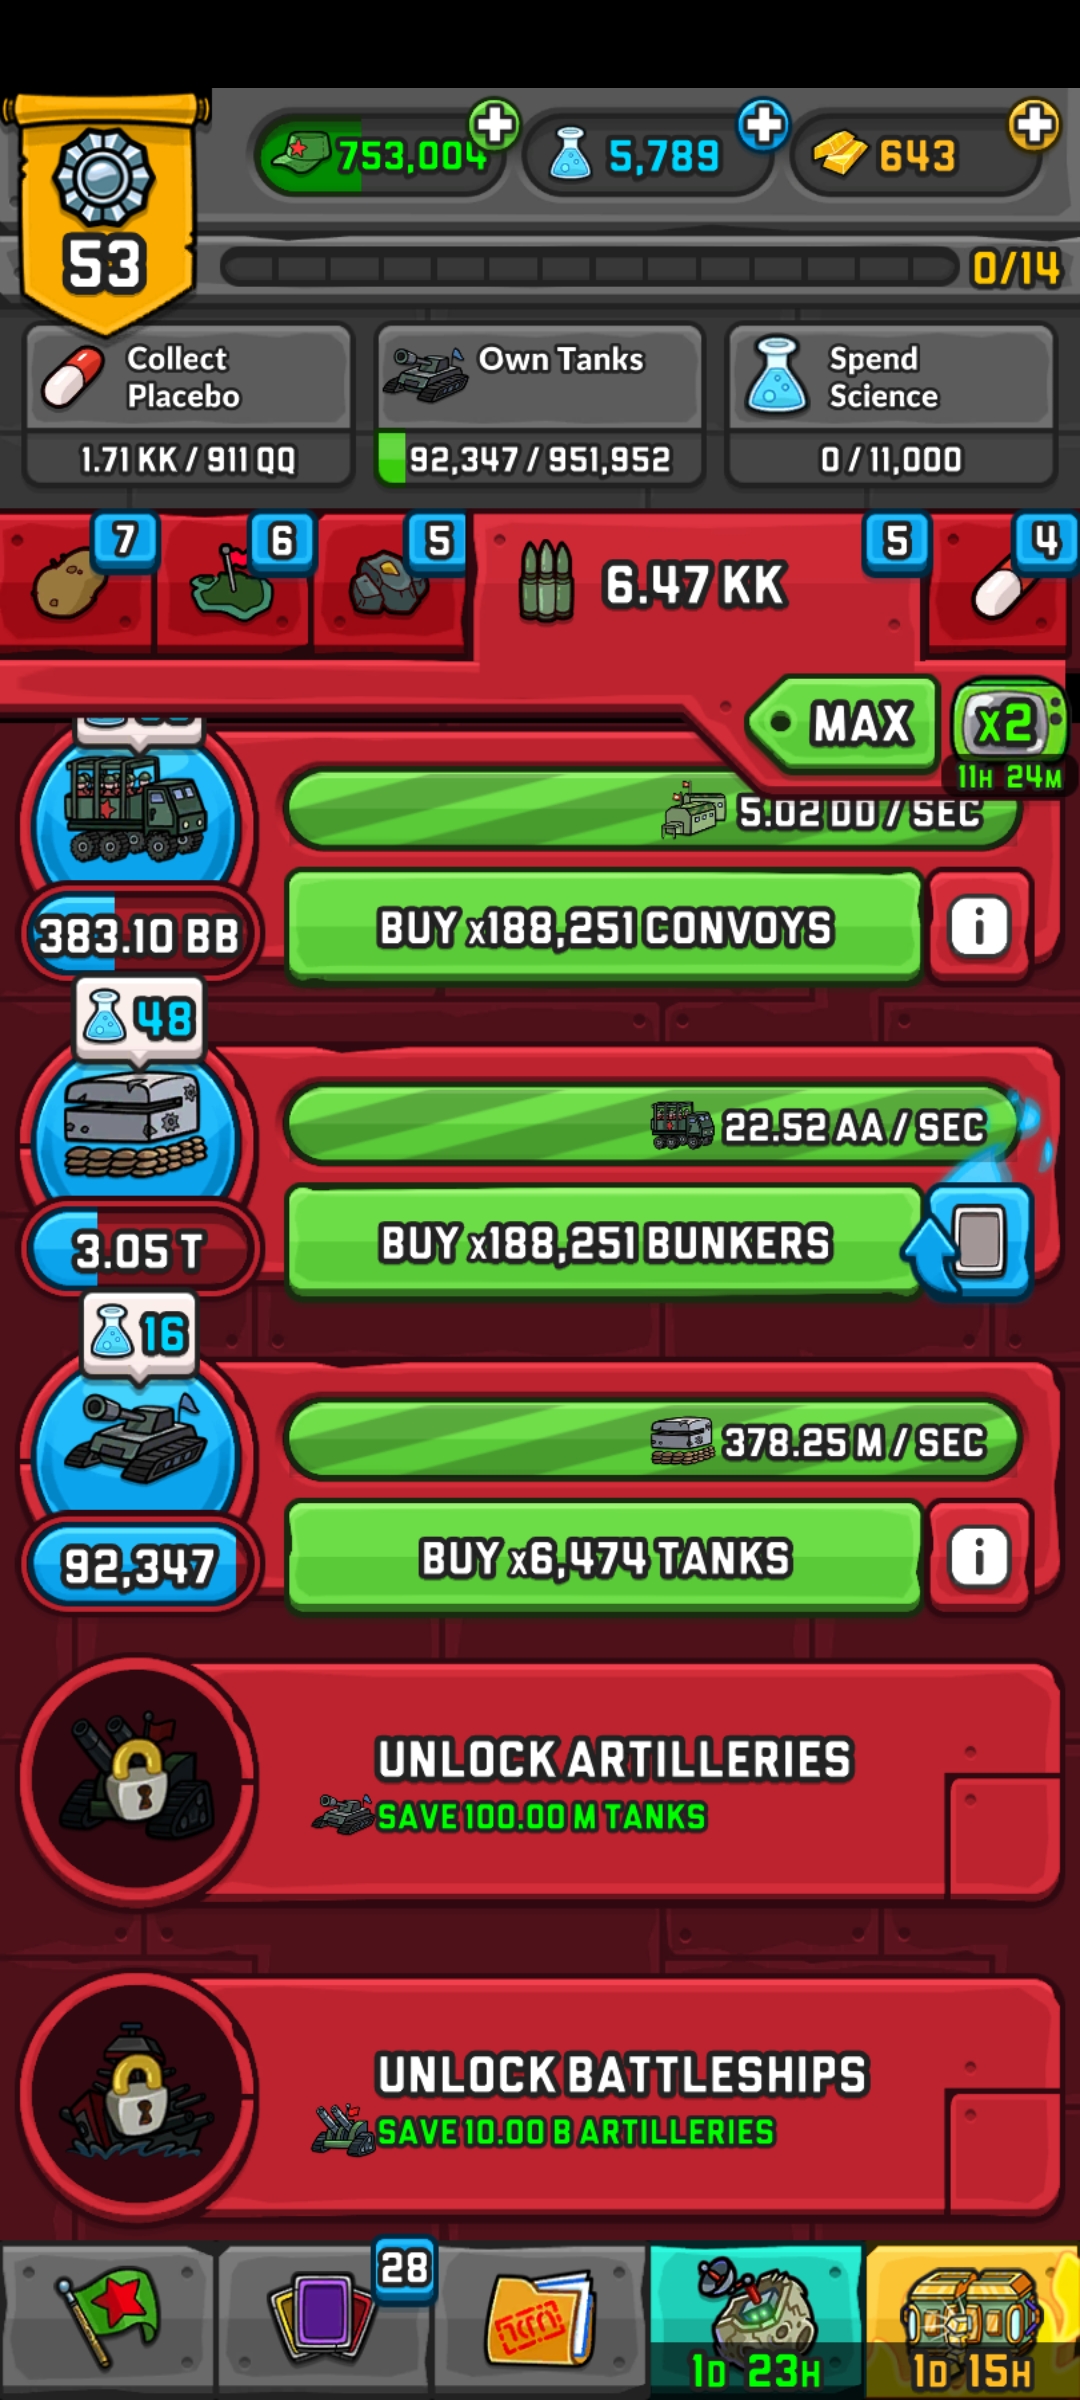 753,004
5,789
643
53
0/14
Collect
Placebo
Own Tanks
Spend
Science
1.71 KK / 911 QQ
92,347 / 951,952
0 / 11,000
7
6
5
6.47 KK
5
4
MAX
x2
11H 24M
5.02 DD / SEC
383.10 BB
BUY x188,251 CONVOYS
48
22.52 AA / SEC
3.05 T
BUY x188,251 BUNKERS
16
378.25 M / SEC
92,347
BUY x6,474 TANKS
UNLOCK ARTILLERIES
SAVE 100.00 M TANKS
UNLOCK BATTLESHIPS
SAVE 10.00 B ARTILLERIES
28
1D 23H
1D 15H